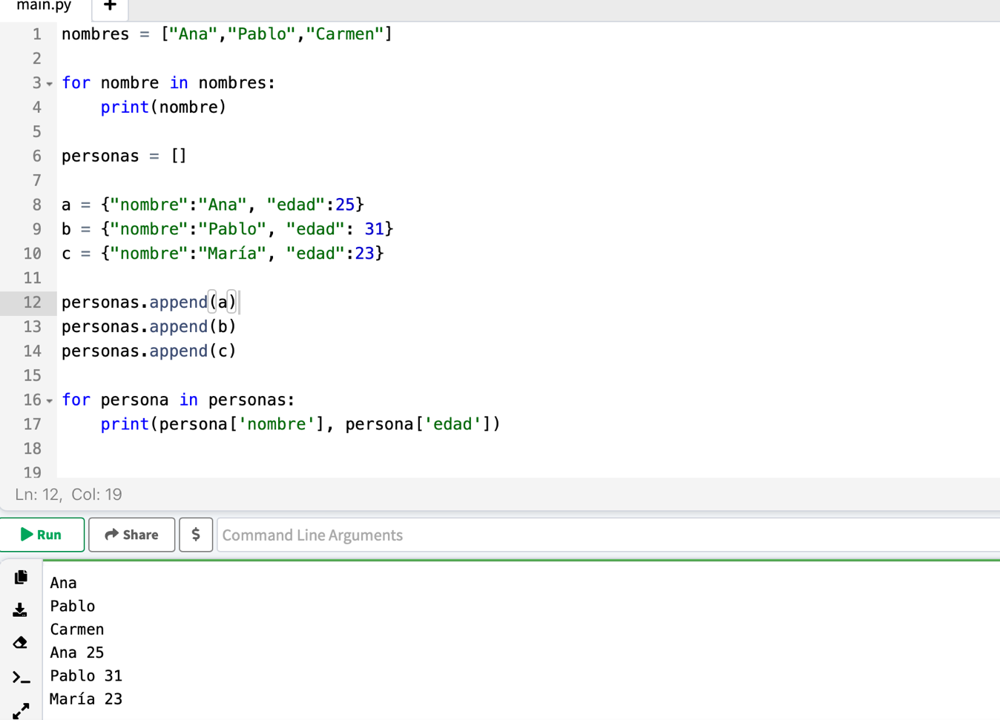 main.py +
1 nombres = ["Ana","Pablo","Carmen"]
2
3 for nombre in nombres:
4     print(nombre)
5
6 personas = []
7
8 a = {"nombre":"Ana", "edad":25}
9 b = {"nombre":"Pablo", "edad": 31}
10 c = {"nombre":"María", "edad":23}
11
12 personas.append(a)
13 personas.append(b)
14 personas.append(c)
15
16 for persona in personas:
17     print(persona['nombre'], persona['edad'])
18
19
Ln: 12, Col: 19
Run Share $ Command Line Arguments
Ana
Pablo
Carmen
Ana 25
Pablo 31
María 23